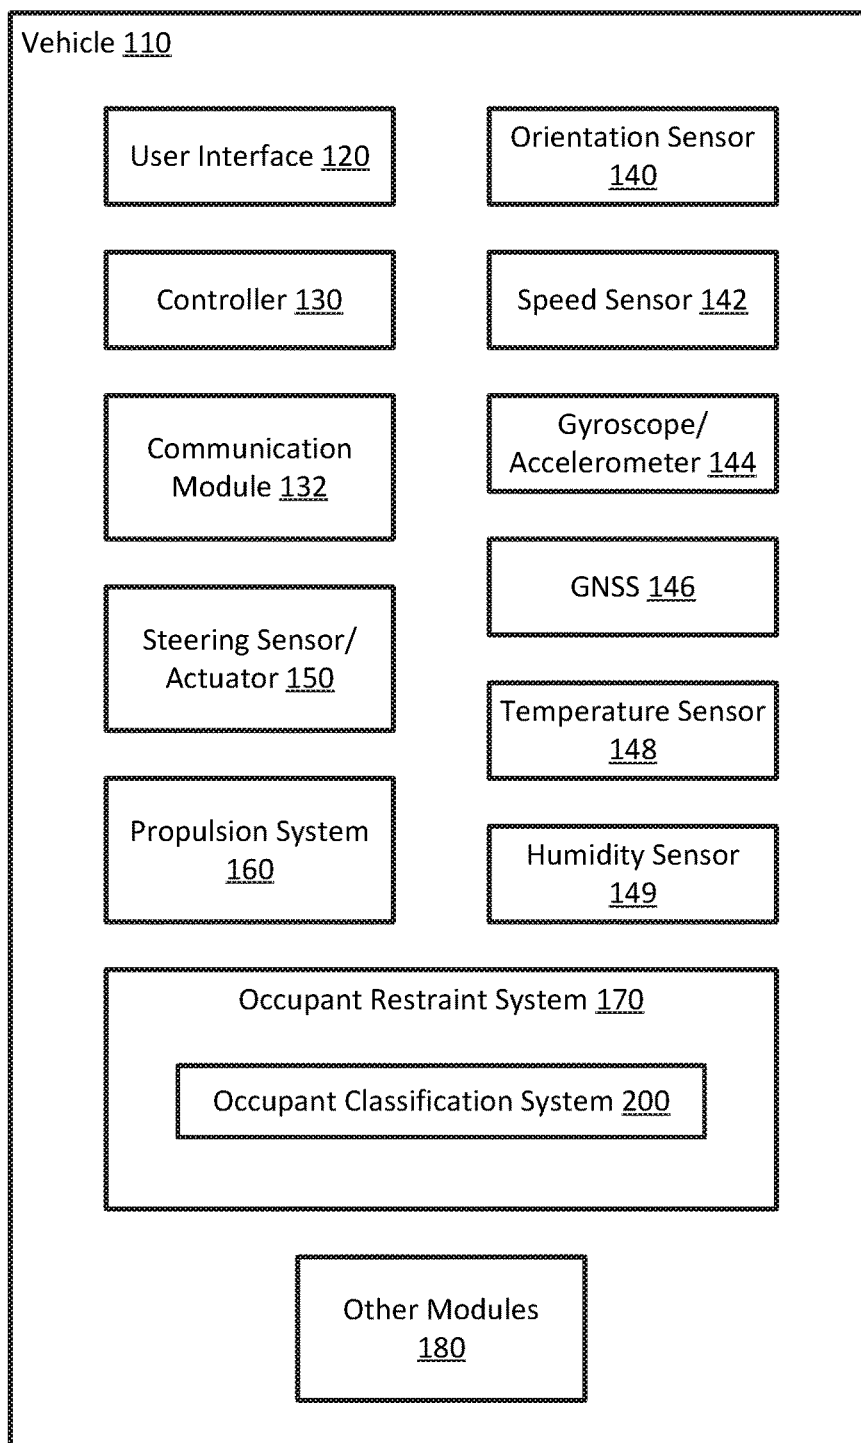 Vehicle 110
User Interface 120
Orientation Sensor
140
Controller 130
Speed Sensor 142
Communication
Module 132
Gyroscope/
Accelerometer 144
GNSS 146
Steering Sensor/
Actuator 150
Temperature Sensor
148
Propulsion System
160
Humidity Sensor
149
Occupant Restraint System 170
Occupant Classification System 200
Other Modules
180